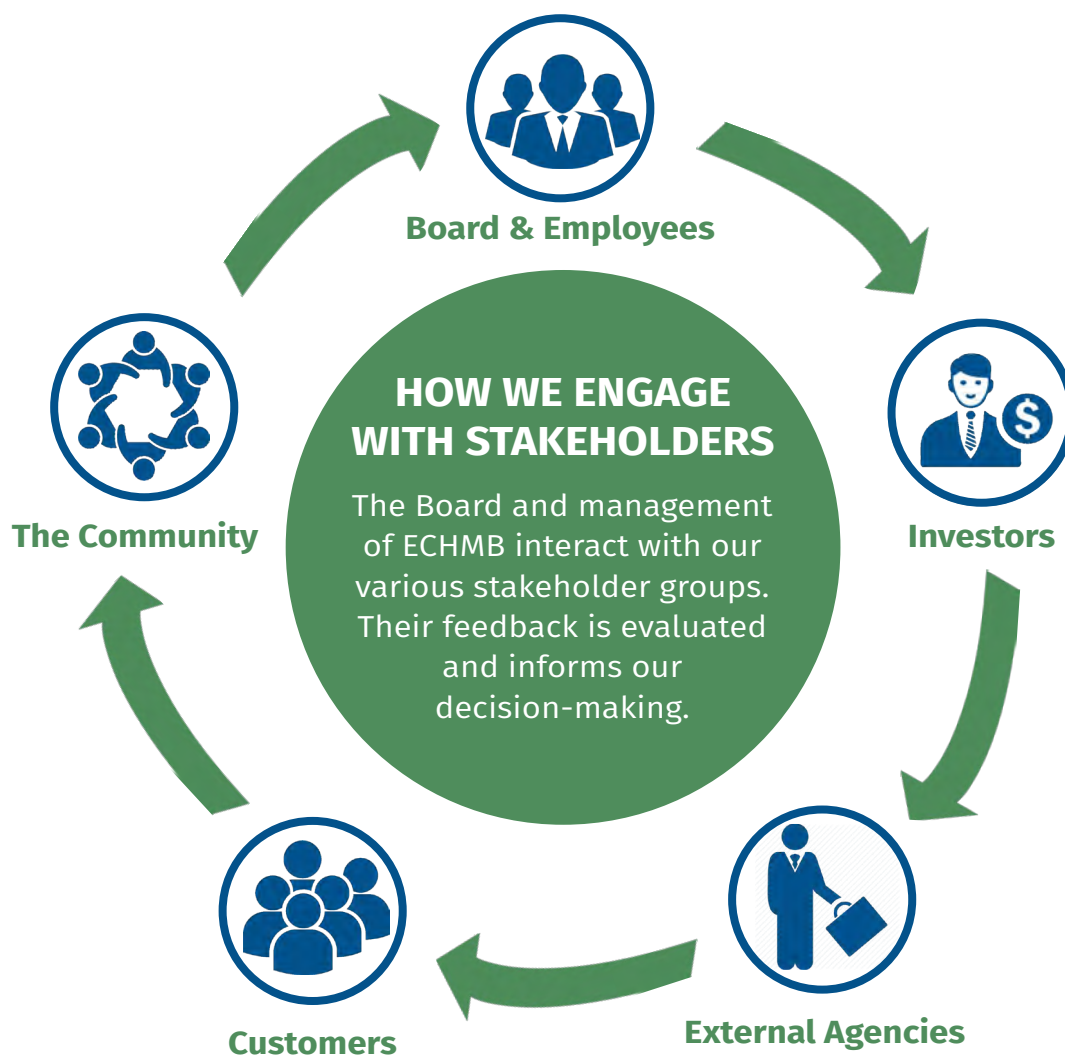 Board & Employees
HOW WE ENGAGE
WITH STAKEHOLDERS
The Board and management
of ECHMB interact with our
various stakeholder groups.
Their feedback is evaluated
and informs our
decision-making.
$
Investors
The Community
External Agencies
Customers